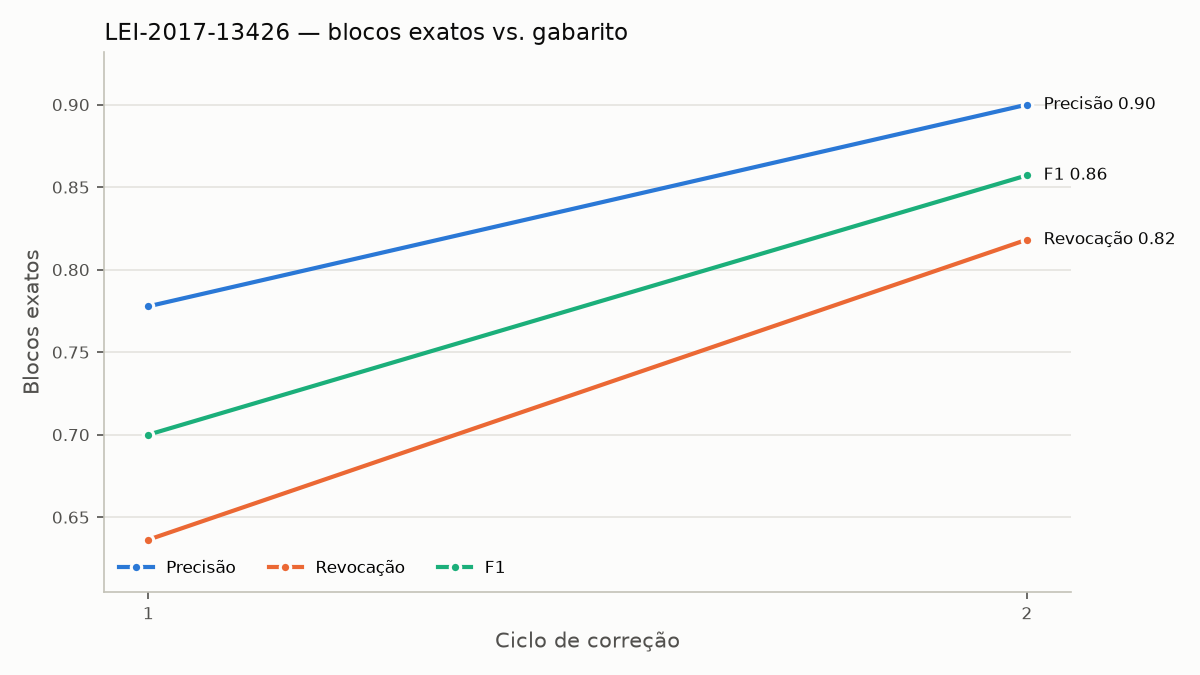 LEI-2017-13426 — blocos exatos vs. gabarito
Blocos exatos
0.90
0.85
0.80
0.75
0.70
0.65
Precisão 0.90
F1 0.86
Revocação 0.82
Precisão Revocação F1
1 2
Ciclo de correção